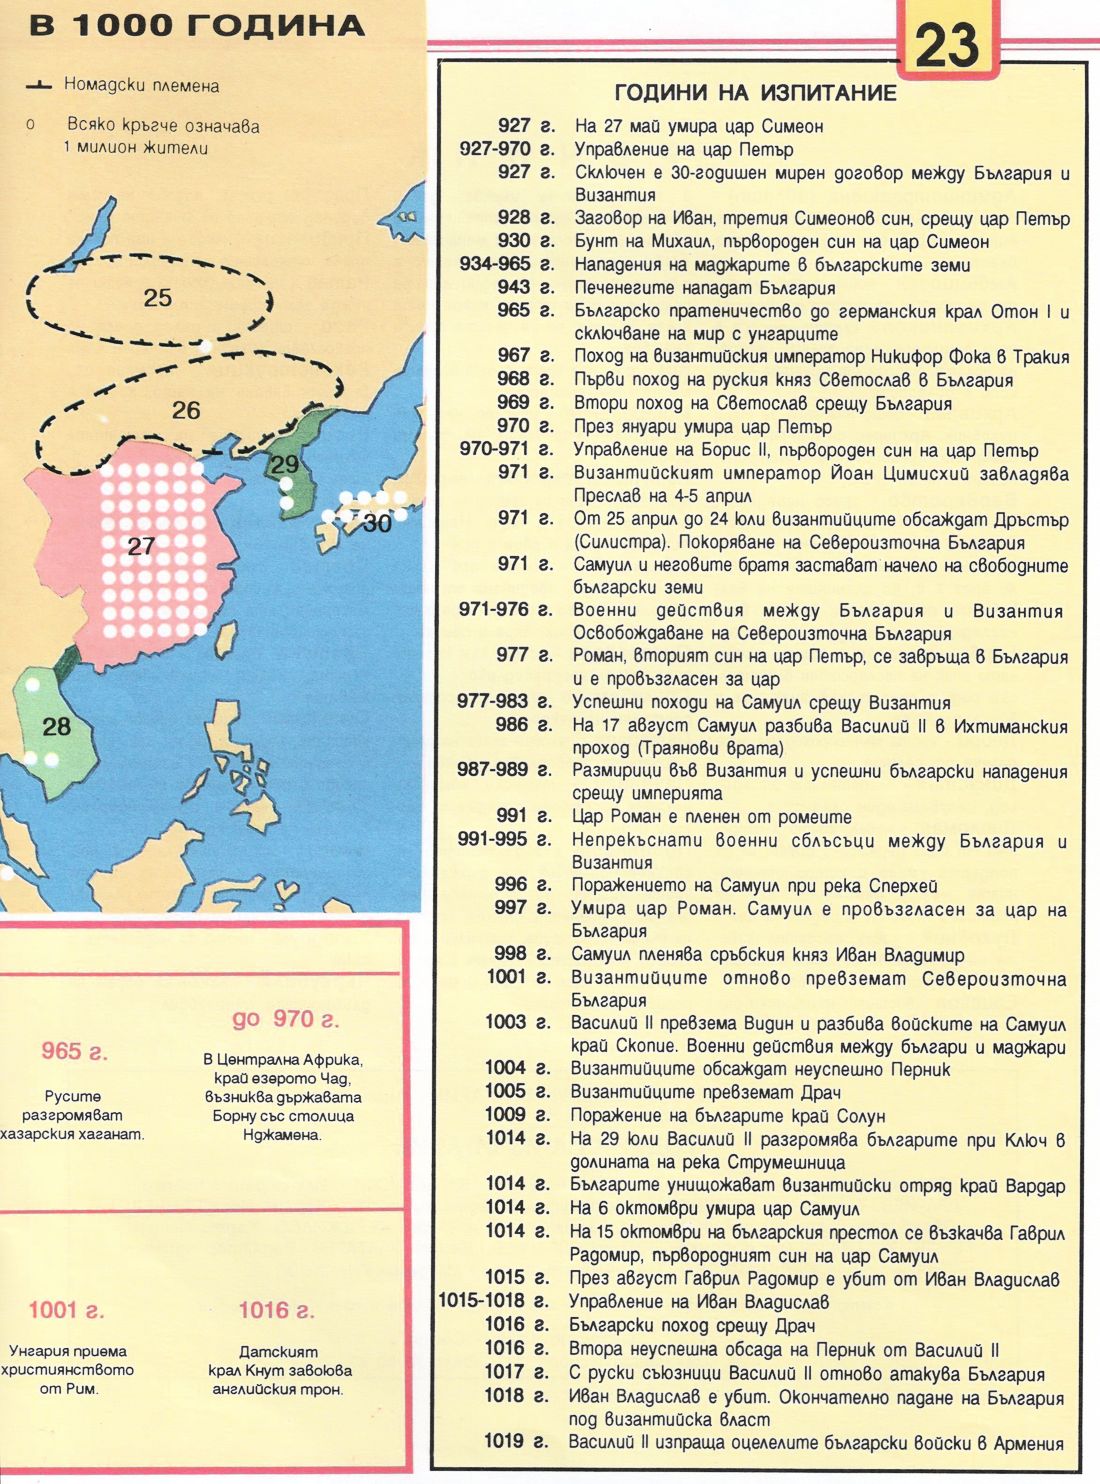 В 1000 ГОДИНА
Номадски племена
Всяко кръгче означава
1 милион жители
25
26
27
28
29
30
965 г.
Русите
разгромяват
хазарския хаганат.
до 970 г.
В Централна Африка,
край езерото Чад,
възниква държавата
Борну със столица
Нджамена.
1001 г.
Унгария приема
християнството
от Рим.
1016 г.
Датският
крал Кнут завоюва
английския трон.
23
ГОДИНИ НА ИЗПИТАНИЕ
927 г. На 27 май умира цар Симеон
927-970 г. Управление на цар Петър
927 г. Сключен е 30-годишен мирен договор между България и
Византия
928 г. Заговор на Иван, третия Симеонов син, срещу цар Петър
930 г. Бунт на Михаил, първороден син на цар Симеон
934-965 г. Нападения на маджарите в българските земи
943 г. Печенегите нападат България
965 г. Българско пратеничество до германския крал Отон I и
сключване на мир с унгарците
967 г. Поход на византийския император Никифор Фока в Тракия
968 г. Първи поход на руския княз Светослав в България
969 г. Втори поход на Светослав срещу България
970 г. През януари умира цар Петър
970-971 г. Управление на Борис II, първороден син на цар Петър
971 г. Византийският император Йоан Цимисхий завладява
Преслав на 4-5 април
971 г. От 25 април до 24 юли византийците обсаждат Дръстър
(Силистра). Покоряване на Североизточна България
971 г. Самуил и неговите братя застават начело на свободните
български земи
971-976 г. Военни действия между България и Византия
Освобождаване на Североизточна България
977 г. Роман, вторият син на цар Петър, се завръща в България
и е провъзгласен за цар
977-983 г. Успешни походи на Самуил срещу Византия
986 г. На 17 август Самуил разбива Василий II в Ихтиманския
проход (Траянови врата)
987-989 г. Размирици във Византия и успешни български нападения
срещу империята
991 г. Цар Роман е пленен от ромеите
991-995 г. Непрекъснати военни сблъсъци между България и
Византия
996 г. Поражението на Самуил при река Сперхей
997 г. Умира цар Роман. Самуил е провъзгласен за цар на
България
998 г. Самуил пленява сръбския княз Иван Владимир
1001 г. Византийците отново превземат Североизточна
България
1003 г. Василий II превзема Видин и разбива войските на Самуил
край Скопие. Военни действия между българи и маджари
1004 г. Византийците обсаждат неуспешно Перник
1005 г. Византийците превземат Драч
1009 г. Поражение на българите край Солун
1014 г. На 29 юли Василий II разгромява българите при Ключ в
долината на река Струмешница
1014 г. Българите унищожават византийски отряд край Вардар
1014 г. На 6 октомври умира цар Самуил
1014 г. На 15 октомври на българския престол се възкачва Гаврил
Радомир, първородният син на цар Самуил
1015 г. През август Гаврил Радомир е убит от Иван Владислав
1015-1018 г. Управление на Иван Владислав
1016 г. Български поход срещу Драч
1016 г. Втора неуспешна обсада на Перник от Василий II
1017 г. С руски съюзници Василий II отново атакува България
1018 г. Иван Владислав е убит. Окончателно падане на България
под византийска власт
1019 г. Василий II изпраща оцелелите български войски в Армения